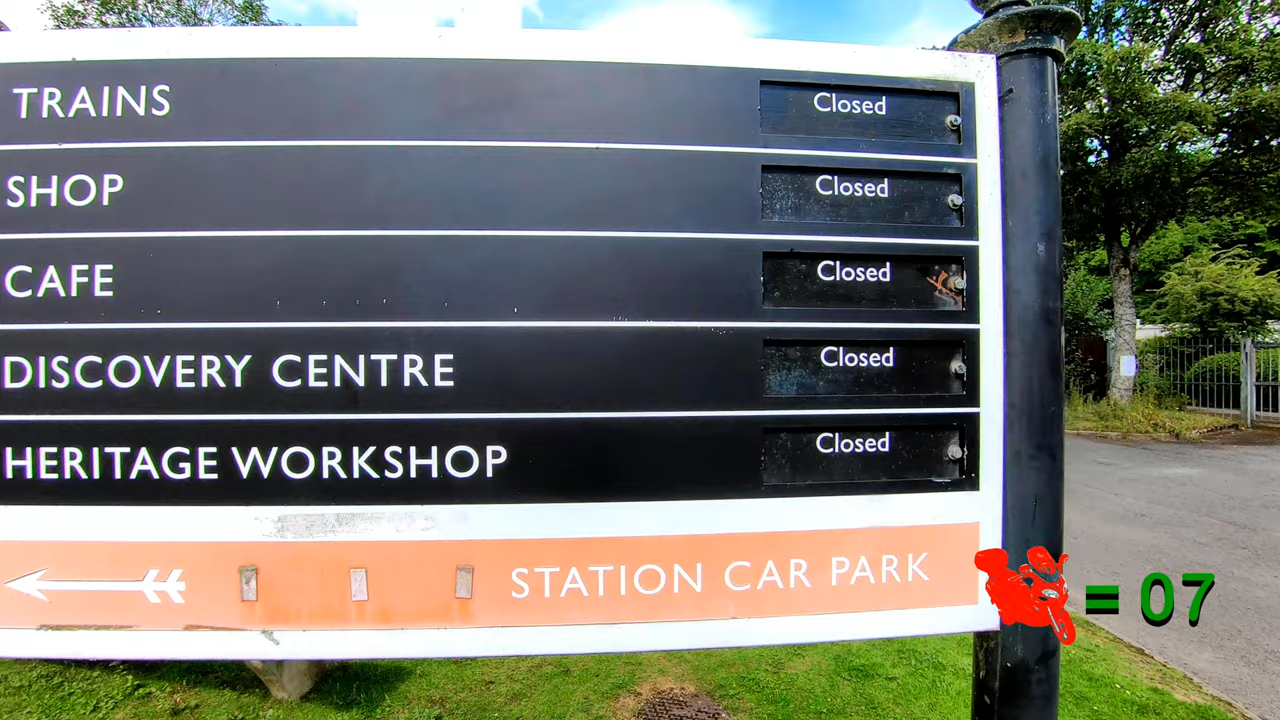 TRAINS Closed
SHOP Closed
CAFE Closed
DISCOVERY CENTRE Closed
HERITAGE WORKSHOP Closed
STATION CAR PARK
= 07